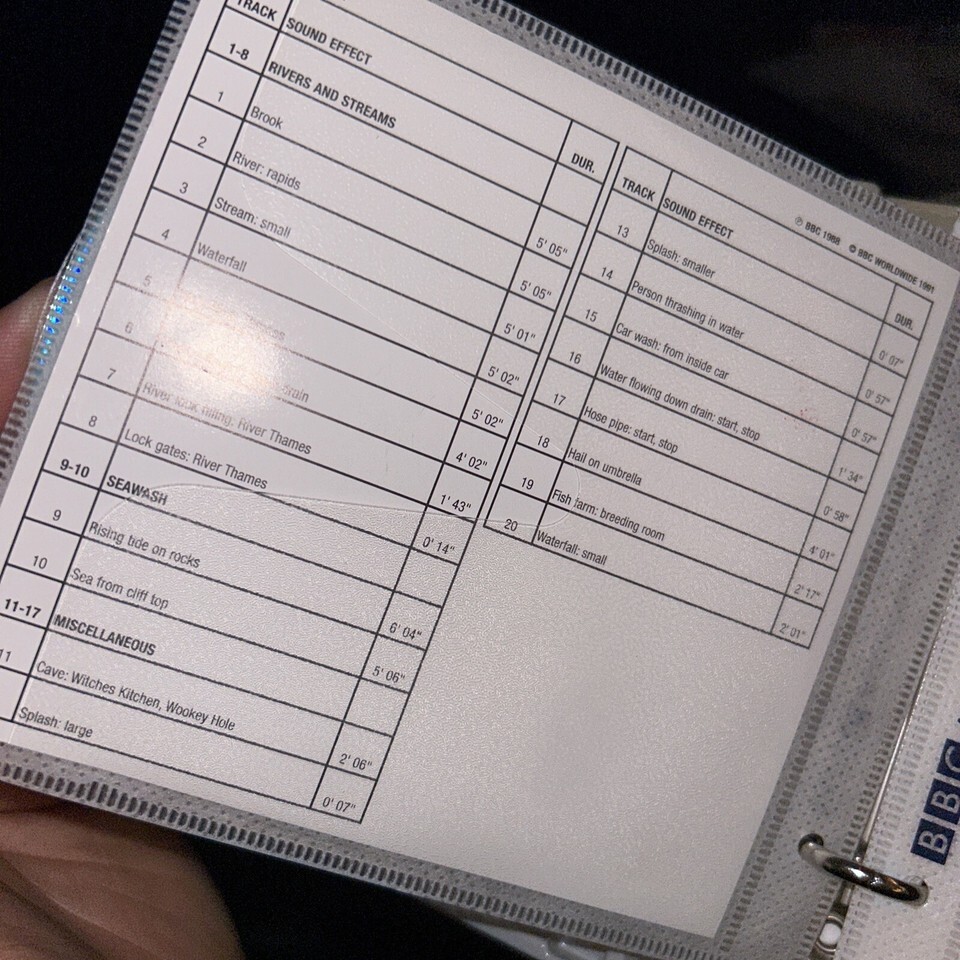 TRACK SOUND EFFECT DUR.
1-8 RIVERS AND STREAMS
1 Brook 5' 05"
2 River: rapids 5' 05"
3 Stream: small 5' 01"
4 Waterfall 5' 02"
5 5' 02"
6 drain 4' 02"
7 River lock filling: River Thames 1' 43"
8 Lock gates: River Thames 0' 14"
9-10 SEAWASH
9 Rising tide on rocks 6' 04"
10 Sea from cliff top 5' 06"
11-17 MISCELLANEOUS
11 Cave: Witches Kitchen, Wookey Hole 2' 06"
Splash: large 0' 07"
℗ BBC 1988 © BBC WORLDWIDE 1991
TRACK SOUND EFFECT DUR.
13 Splash: smaller 0' 07"
14 Person thrashing in water 0' 57"
15 Car wash: from inside car 0' 57"
16 Water flowing down drain: start, stop 1' 34"
17 Hose pipe: start, stop 0' 58"
18 Hail on umbrella 4' 01"
19 Fish farm: breeding room 2' 17"
20 Waterfall: small 2' 01"
BBC